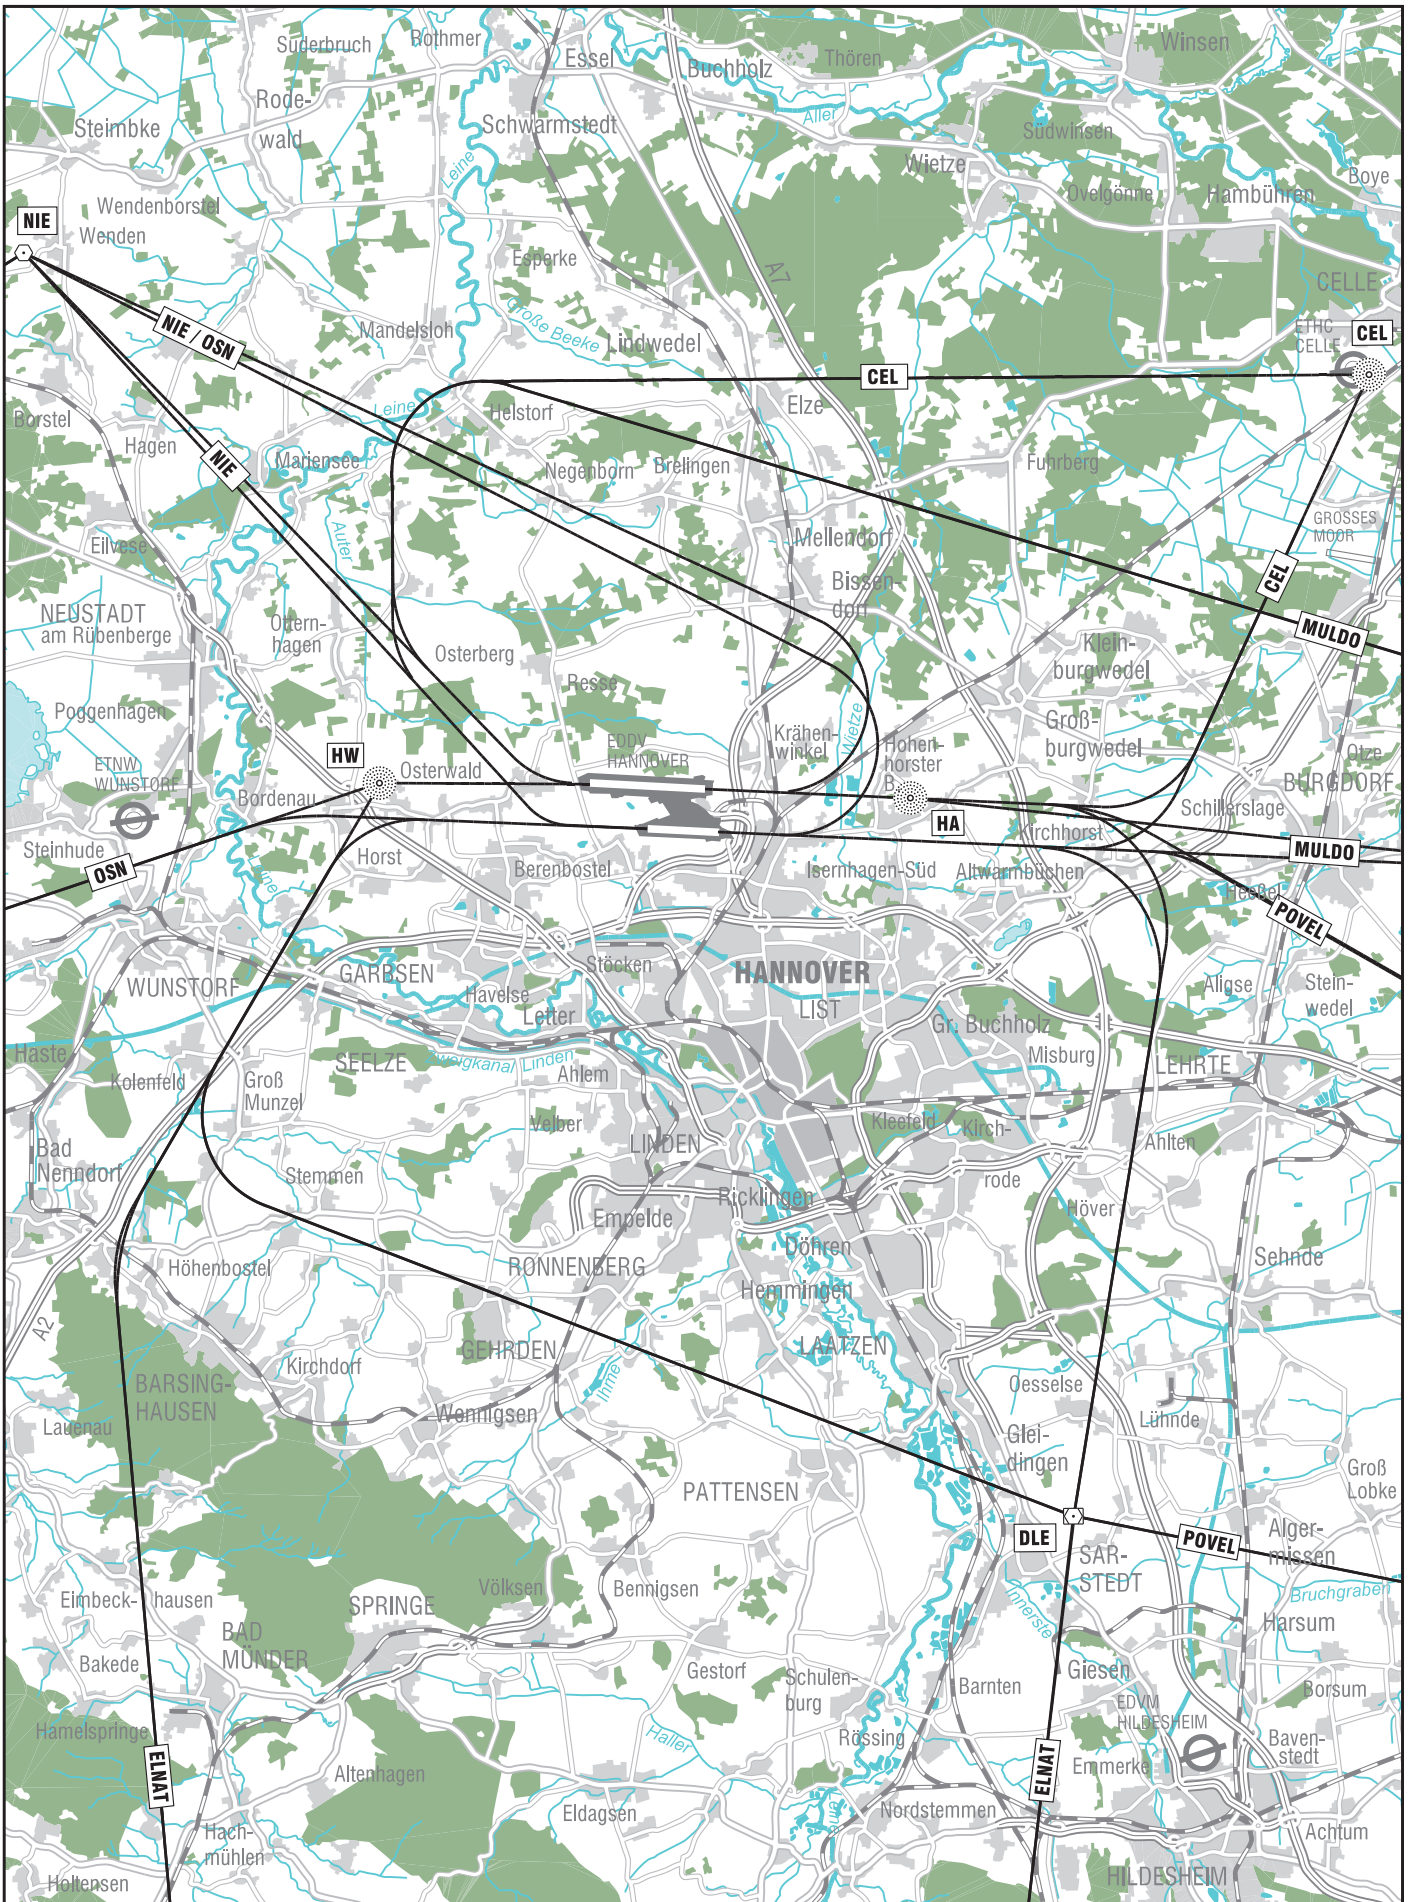 Süderbruch
Rothmer
Essel
Buchholz
Thören
Winsen
Rode-
wald
Steimbke
Schwarmstedt
Aller
Südwinsen
Wietze
Leine
Ovelgönne
Hambühren
Boye
Wendenborstel
NIE
Wenden
Esperke
A7
CELLE
NIE / OSN
Mandelsloh
Große Beeke
Lindwedel
ETHC
CELLE
CEL
CEL
Leine
Helstorf
Elze
Borstel
Hagen
NIE
Mariensee
Negenborn
Brelingen
Fuhrberg
GROSSES
MOOR
Eilvese
Auter
Mellendorf
Bissen-
dorf
CEL
NEUSTADT
am Rübenberge
Ottern-
hagen
Osterberg
Resse
Klein-
burgwedel
MULDO
Poggenhagen
Krähen-
winkel
Wietze
Groß-
burgwedel
Hohen-
horster
B.
Otze
HW
Osterwald
EDDV
HANNOVER
ETNW
WUNSTORF
Bordenau
BURGDORF
Schillerslage
HA
Kirchhorst
Steinhude
Horst
Berenbostel
Isernhagen-Süd
Altwarmbüchen
MULDO
OSN
Leine
Heeßel
POVEL
GARBSEN
Stöcken
HANNOVER
LIST
WUNSTORF
Havelse
Letter
Aligse
Stein-
wedel
Gr. Buchholz
Haste
Kolenfeld
SEELZE
Zweigkanal Linden
Ahlem
Misburg
LEHRTE
Groß
Munzel
Velber
LINDEN
Kleefeld
Kirch-
rode
Ahlten
Bad
Nenndorf
Stemmen
Ricklingen
Empelde
Höver
Höhenbostel
RONNENBERG
Döhren
Hemmingen
Sehnde
A2
GEHRDEN
LAATZEN
Kirchdorf
Ihme
BARSING-
HAUSEN
Oesselse
Lauenau
Wennigsen
Glei-
dingen
Lühnde
PATTENSEN
Groß
Lobke
DLE
POVEL
Alger-
missen
SAR-
STEDT
Eimbeck-
hausen
Völksen
Bennigsen
Bruchgraben
SPRINGE
Innerste
Harsum
BAD
MÜNDER
Bakede
Gestorf
Schulen-
burg
Giesen
Barnten
Borsum
EDVM
HILDESHEIM
Hamelspringe
Haller
Rössing
Baven-
stedt
ELNAT
Altenhagen
ELNAT
Emmerke
Eldagsen
Leine
Nordstemmen
Hach-
mühlen
Achtum
Holtensen
HILDESHEIM